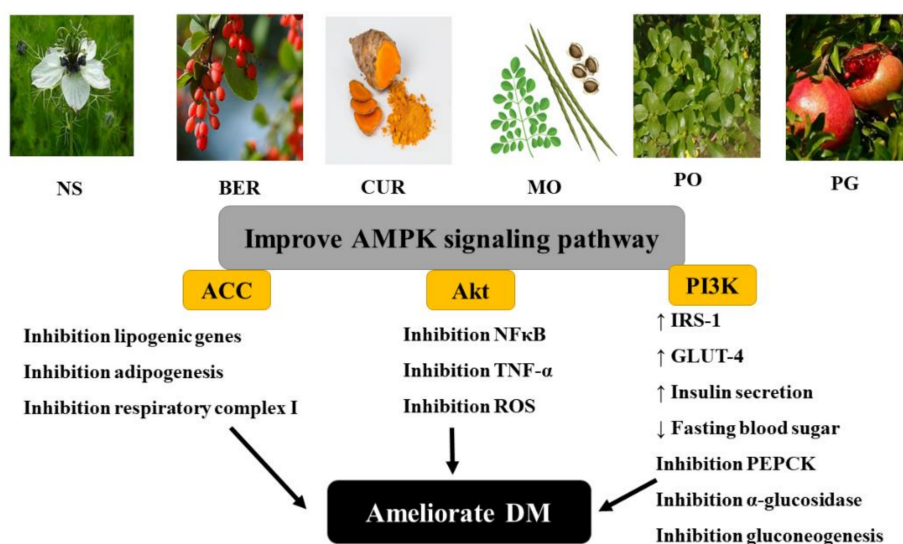 NS
BER
CUR
MO
PO
PG
Improve AMPK signaling pathway
ACC
Akt
PI3K
Inhibition lipogenic genes
Inhibition adipogenesis
Inhibition respiratory complex I
Inhibition NFκB
Inhibition TNF-α
Inhibition ROS
↑ IRS-1
↑ GLUT-4
↑ Insulin secretion
↓ Fasting blood sugar
Inhibition PEPCK
Inhibition α-glucosidase
Inhibition gluconeogenesis
Ameliorate DM